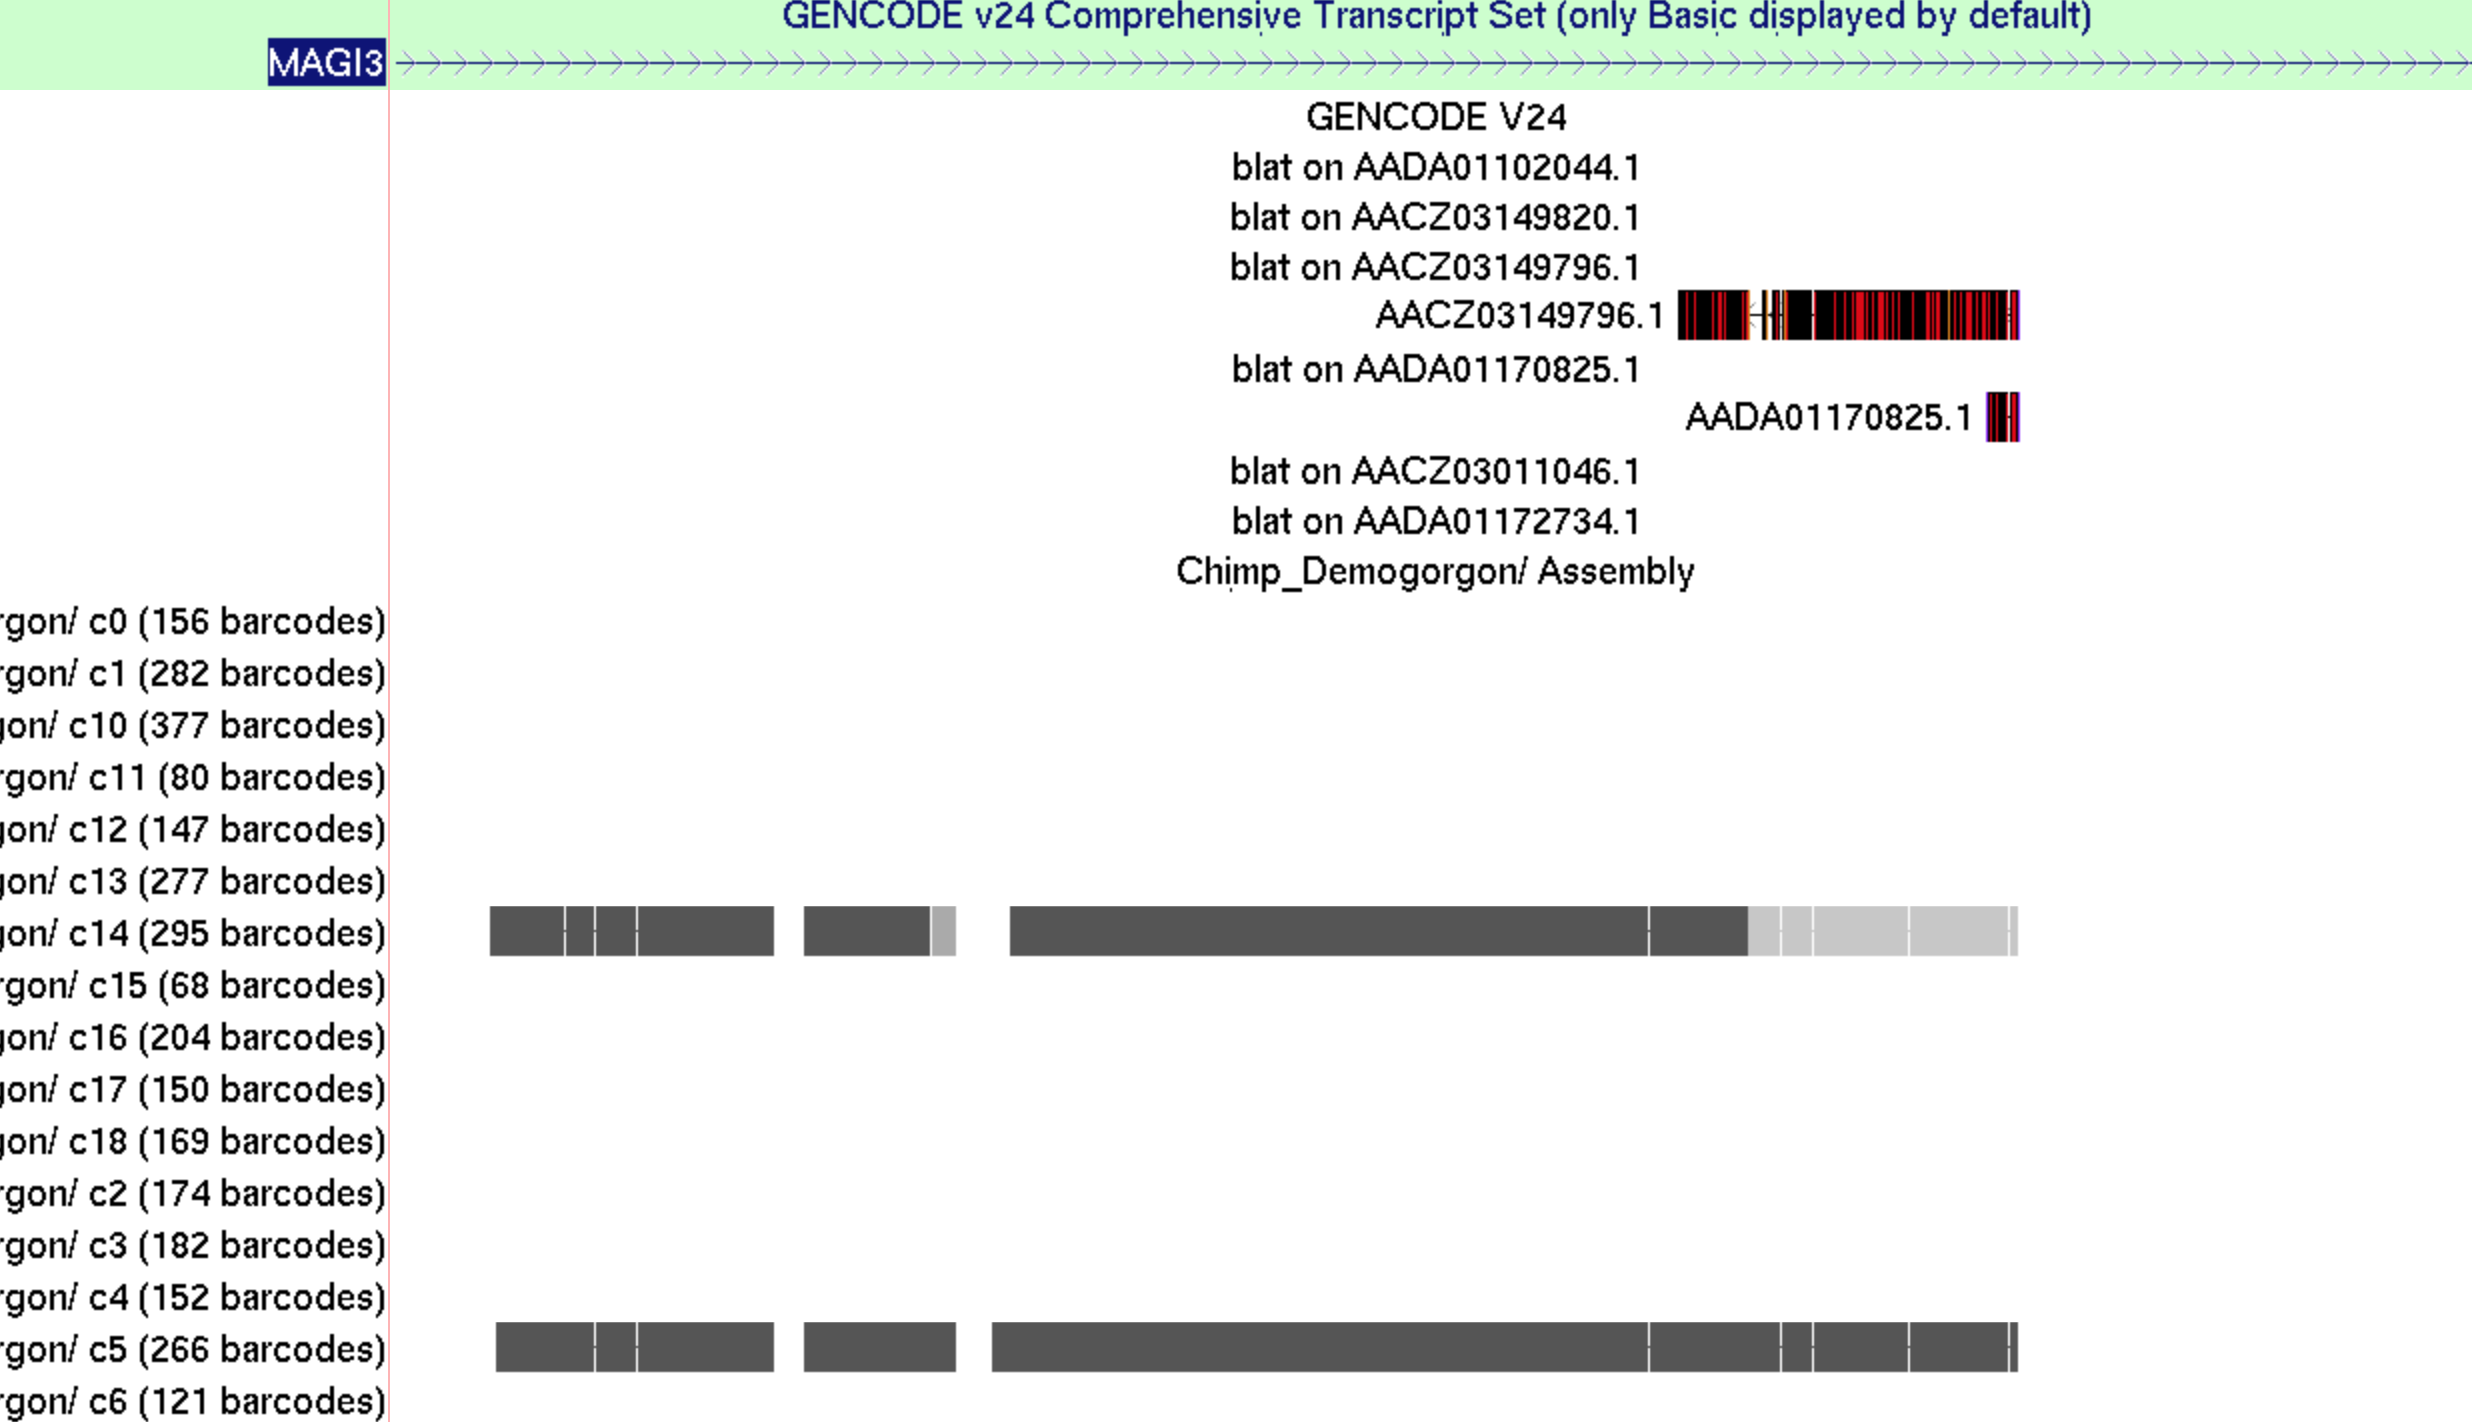 GENCODE v24 Comprehensive Transcript Set (only Basic displayed by default)
MAGI3
GENCODE V24
blat on AADA01102044.1
blat on AACZ03149820.1
blat on AACZ03149796.1
AACZ03149796.1
blat on AADA01170825.1
AADA01170825.1
blat on AACZ03011046.1
blat on AADA01172734.1
Chimp_Demogorgon/ Assembly
rgon/ c0 (156 barcodes)
rgon/ c1 (282 barcodes)
gon/ c10 (377 barcodes)
rgon/ c11 (80 barcodes)
gon/ c12 (147 barcodes)
gon/ c13 (277 barcodes)
gon/ c14 (295 barcodes)
rgon/ c15 (68 barcodes)
gon/ c16 (204 barcodes)
gon/ c17 (150 barcodes)
gon/ c18 (169 barcodes)
rgon/ c2 (174 barcodes)
rgon/ c3 (182 barcodes)
rgon/ c4 (152 barcodes)
rgon/ c5 (266 barcodes)
rgon/ c6 (121 barcodes)